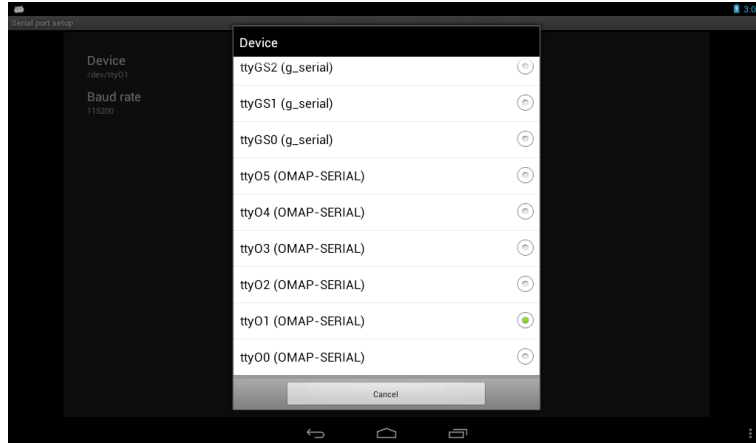 3:0
Serial port setup
Device
/dev/ttyO1
Baud rate
115200
Device
ttyGS2 (g_serial)
ttyGS1 (g_serial)
ttyGS0 (g_serial)
ttyO5 (OMAP-SERIAL)
ttyO4 (OMAP-SERIAL)
ttyO3 (OMAP-SERIAL)
ttyO2 (OMAP-SERIAL)
ttyO1 (OMAP-SERIAL)
ttyO0 (OMAP-SERIAL)
Cancel